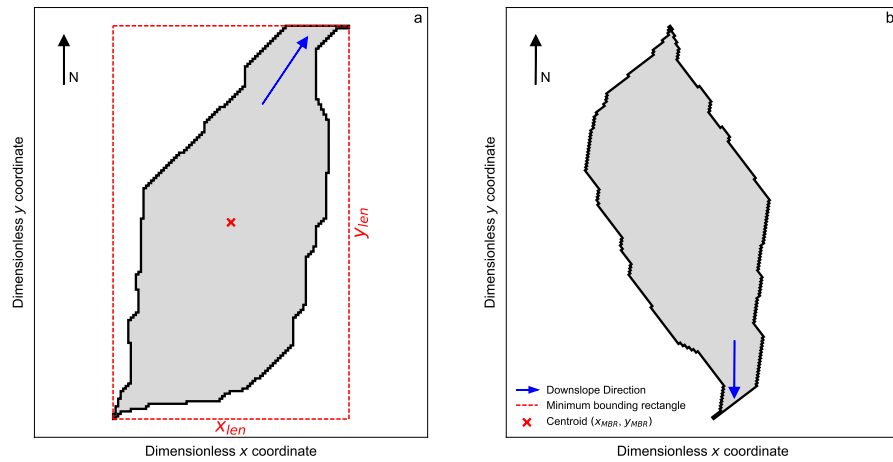 a
N
y_len
x_len
Dimensionless y coordinate
Dimensionless x coordinate
b
N
Downslope Direction
Minimum bounding rectangle
Centroid (x_MBR, y_MBR)
Dimensionless y coordinate
Dimensionless x coordinate